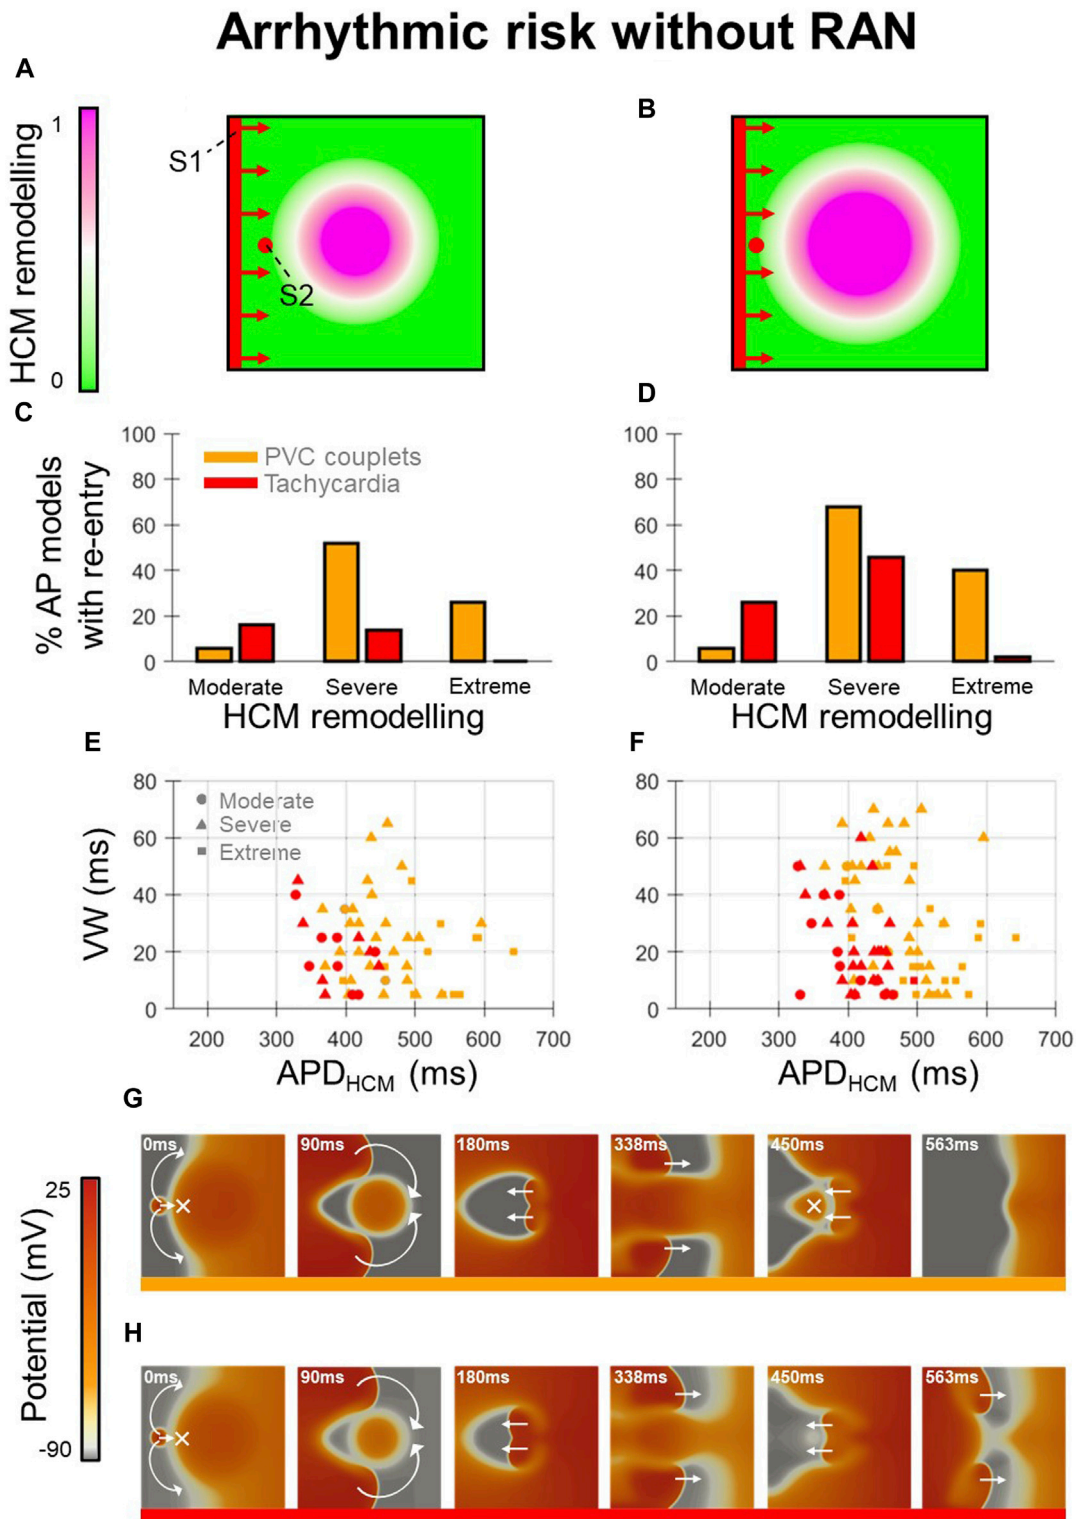 Arrhythmic risk without RAN
A
B
HCM remodelling
1
0
S1
S2
C
D
% AP models
with re-entry
100
80
60
40
20
0
PVC couplets
Tachycardia
Moderate
Severe
Extreme
HCM remodelling
100
80
60
40
20
0
Moderate
Severe
Extreme
HCM remodelling
E
F
VW (ms)
80
60
40
20
0
Moderate
Severe
Extreme
200
300
400
500
600
700
APD_HCM (ms)
80
60
40
20
0
200
300
400
500
600
700
APD_HCM (ms)
G
Potential (mV)
25
-90
0ms
90ms
180ms
338ms
450ms
563ms
H
0ms
90ms
180ms
338ms
450ms
563ms